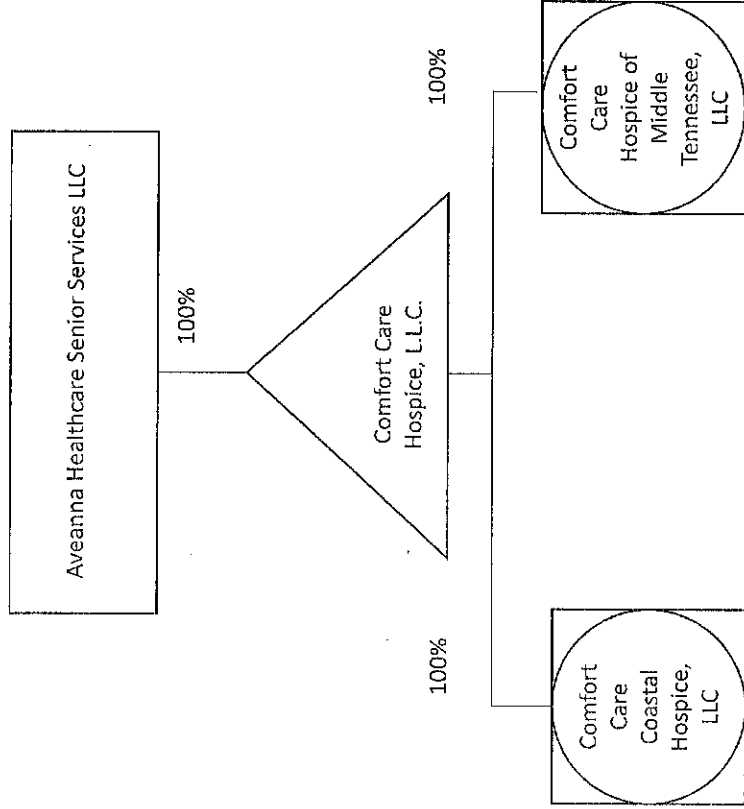 Aveanna Healthcare Senior Services LLC
100%
Comfort Care
Hospice, L.L.C.
100%
100%
Comfort
Care
Coastal
Hospice,
LLC
Comfort
Care
Hospice of
Middle
Tennessee,
LLC